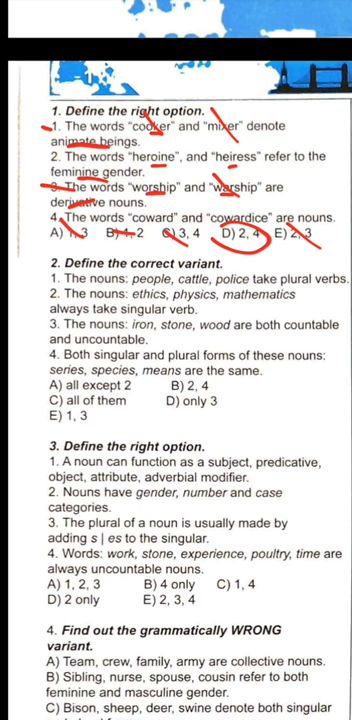 1. Define the right option.
1. The words "cooker" and "mixer" denote
animate beings.
2. The words "heroine", and "heiress" refer to the
feminine gender.
3. The words "worship" and "warship" are
derivative nouns.
4. The words "coward" and "cowardice" are nouns.
A) 1, 3 B) 1, 2 C) 3, 4 D) 2, 4 E) 2, 3
2. Define the correct variant.
1. The nouns: people, cattle, police take plural verbs.
2. The nouns: ethics, physics, mathematics
always take singular verb.
3. The nouns: iron, stone, wood are both countable
and uncountable.
4. Both singular and plural forms of these nouns:
series, species, means are the same.
A) all except 2 B) 2, 4
C) all of them D) only 3
E) 1, 3
3. Define the right option.
1. A noun can function as a subject, predicative,
object, attribute, adverbial modifier.
2. Nouns have gender, number and case
categories.
3. The plural of a noun is usually made by
adding s | es to the singular.
4. Words: work, stone, experience, poultry, time are
always uncountable nouns.
A) 1, 2, 3 B) 4 only C) 1, 4
D) 2 only E) 2, 3, 4
4. Find out the grammatically WRONG
variant.
A) Team, crew, family, army are collective nouns.
B) Sibling, nurse, spouse, cousin refer to both
feminine and masculine gender.
C) Bison, sheep, deer, swine denote both singular